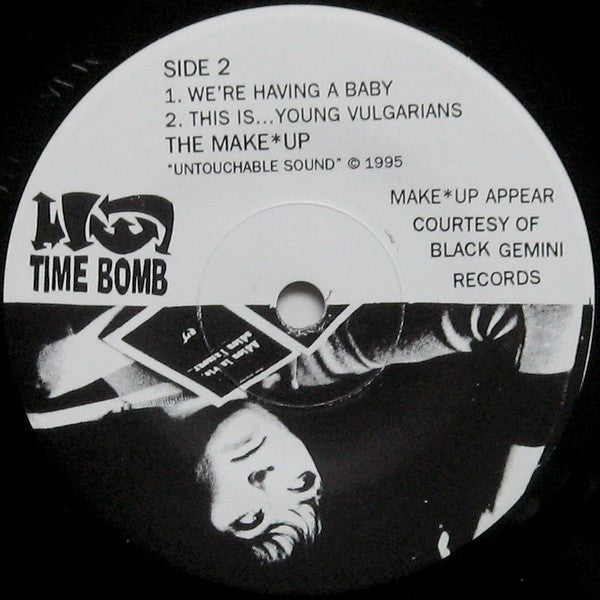 SIDE 2
1. WE'RE HAVING A BABY
2. THIS IS...YOUNG VULGARIANS
THE MAKE*UP
"UNTOUCHABLE SOUND" © 1995
MAKE*UP APPEAR
COURTESY OF
BLACK GEMINI
RECORDS
TIME BOMB